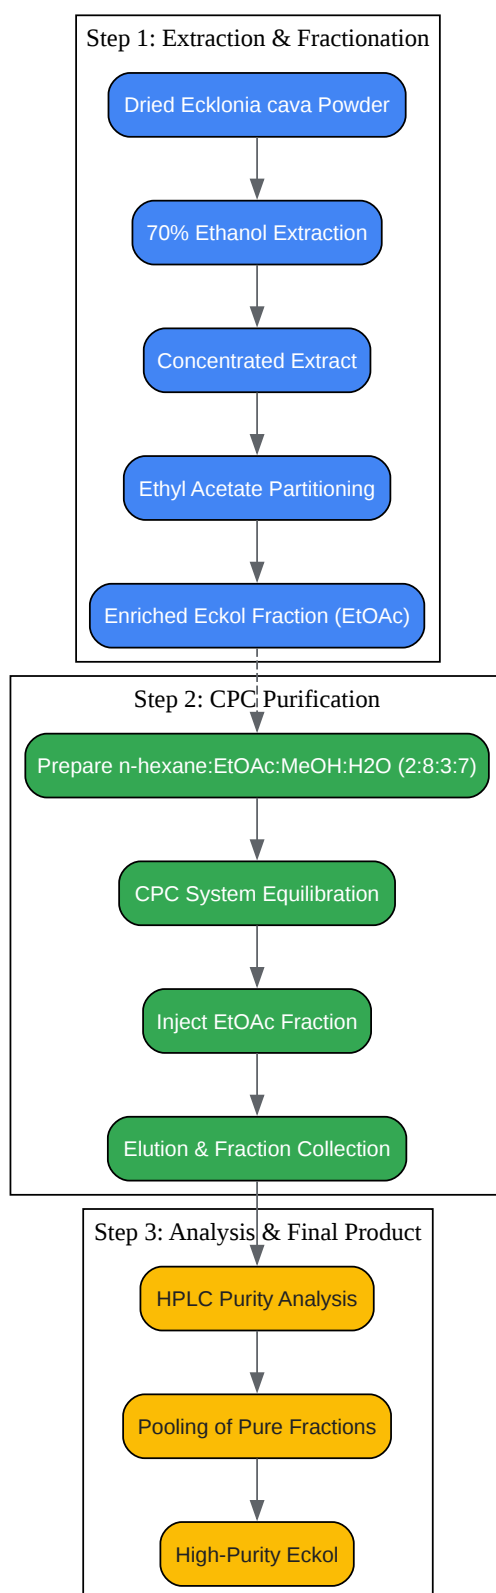 Step 1: Extraction & Fractionation
Dried Ecklonia cava Powder
70% Ethanol Extraction
Concentrated Extract
Ethyl Acetate Partitioning
Enriched Eckol Fraction (EtOAc)
Step 2: CPC Purification
Prepare n-hexane:EtOAc:MeOH:H2O (2:8:3:7)
CPC System Equilibration
Inject EtOAc Fraction
Elution & Fraction Collection
Step 3: Analysis & Final Product
HPLC Purity Analysis
Pooling of Pure Fractions
High-Purity Eckol